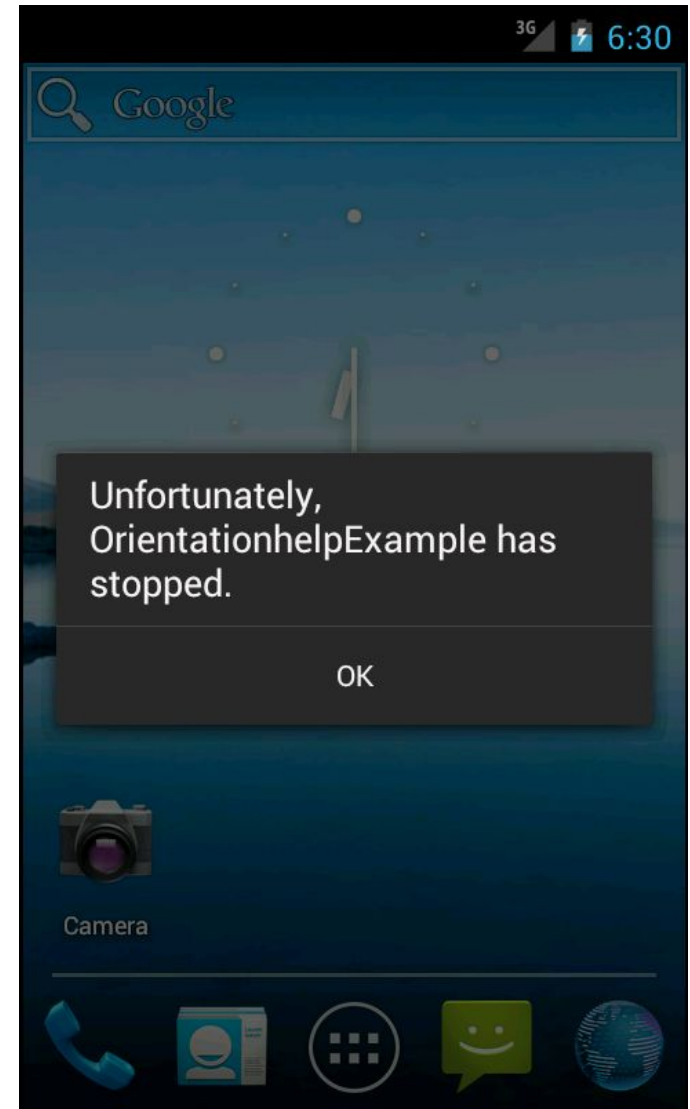 3G 6:30
Google
Unfortunately,
OrientationhelpExample has
stopped.
OK
Camera